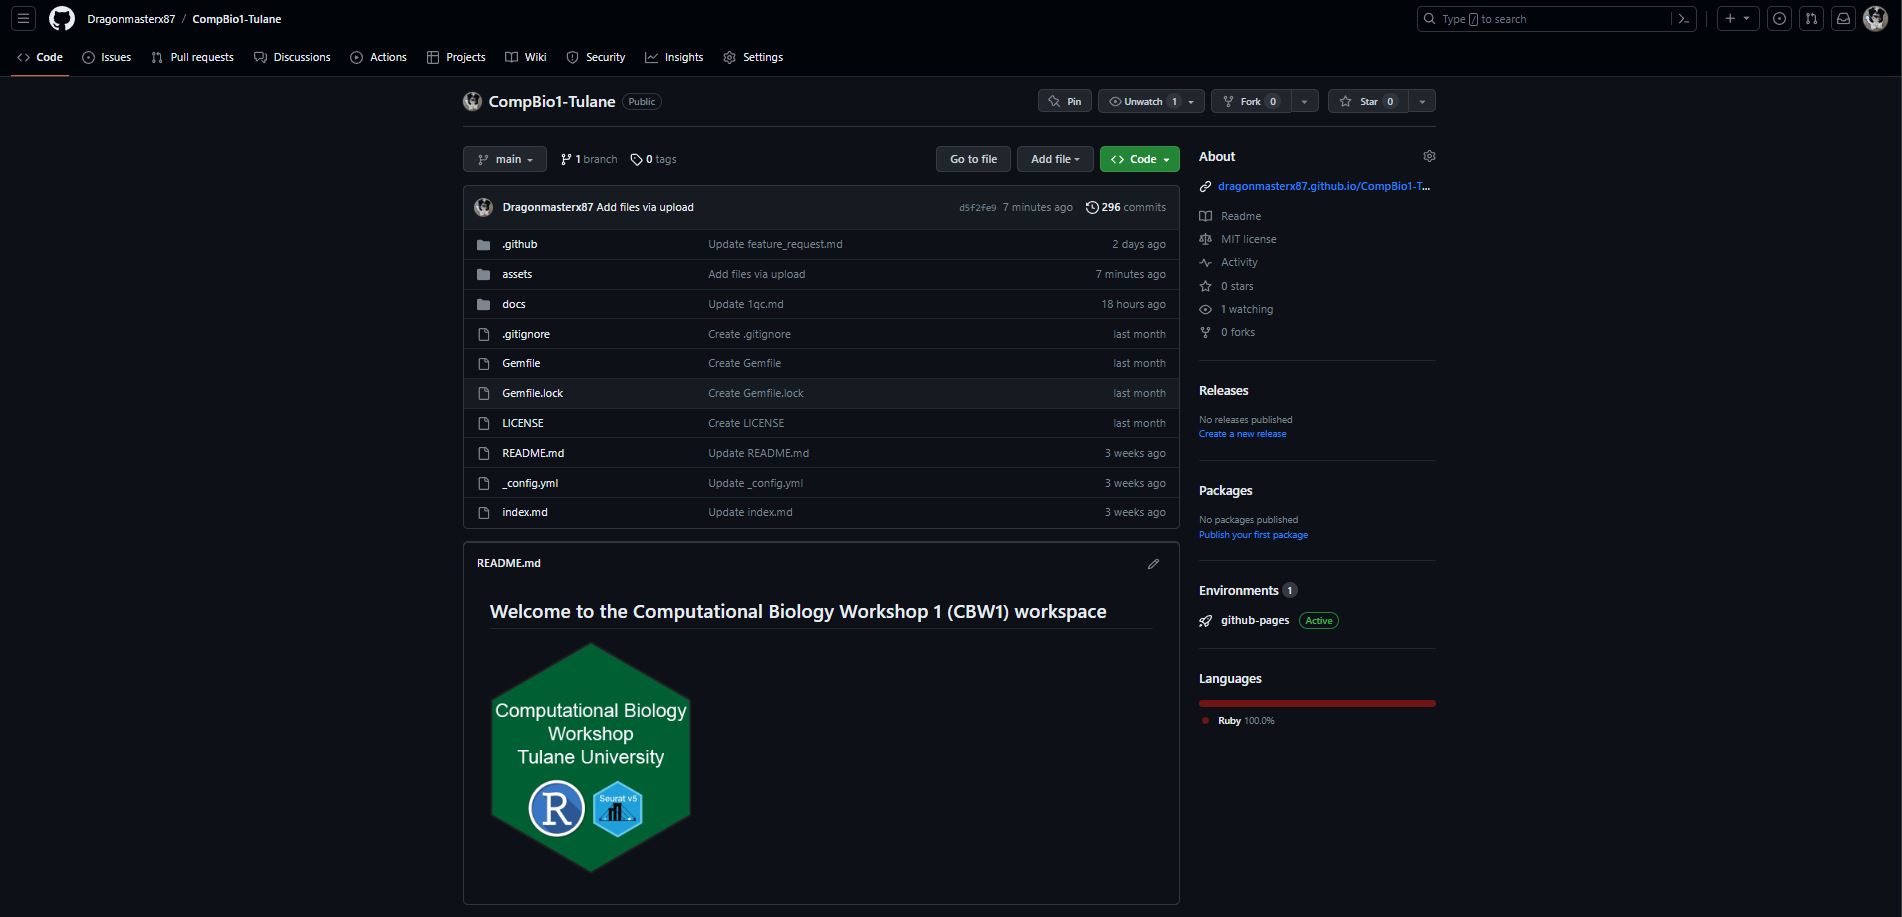 Dragonmasterx87 / CompBio1-Tulane
Type / to search
Code Issues Pull requests Discussions Actions Projects Wiki Security Insights Settings
CompBio1-Tulane Public
Pin Unwatch 1 Fork 0 Star 0
main 1 branch 0 tags Go to file Add file Code
Dragonmasterx87 Add files via upload d5f2fe9 7 minutes ago 296 commits
.github Update feature_request.md 2 days ago
assets Add files via upload 7 minutes ago
docs Update 1qc.md 18 hours ago
.gitignore Create .gitignore last month
Gemfile Create Gemfile last month
Gemfile.lock Create Gemfile.lock last month
LICENSE Create LICENSE last month
README.md Update README.md 3 weeks ago
_config.yml Update _config.yml 3 weeks ago
index.md Update index.md 3 weeks ago
README.md
Welcome to the Computational Biology Workshop 1 (CBW1) workspace
Computational Biology
Workshop
Tulane University
R
Seurat v5
About
dragonmasterx87.github.io/CompBio1-T...
Readme
MIT license
Activity
0 stars
1 watching
0 forks
Releases
No releases published
Create a new release
Packages
No packages published
Publish your first package
Environments 1
github-pages Active
Languages
Ruby 100.0%